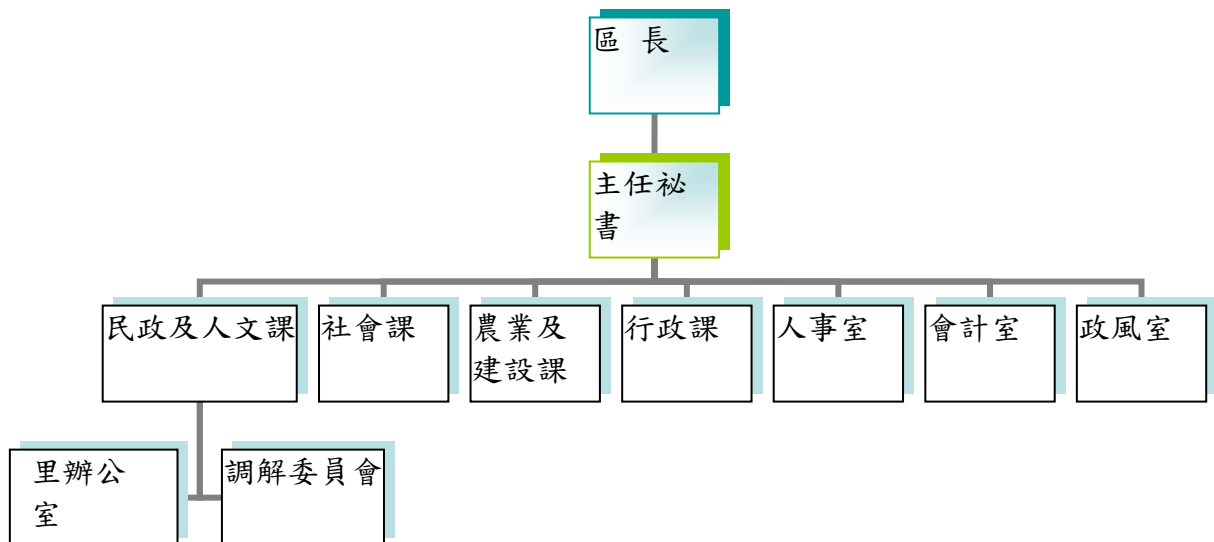 區 長
主任祕
書
民政及人文課
社會課
農業及
建設課
行政課
人事室
會計室
政風室
里辦公
室
調解委員會